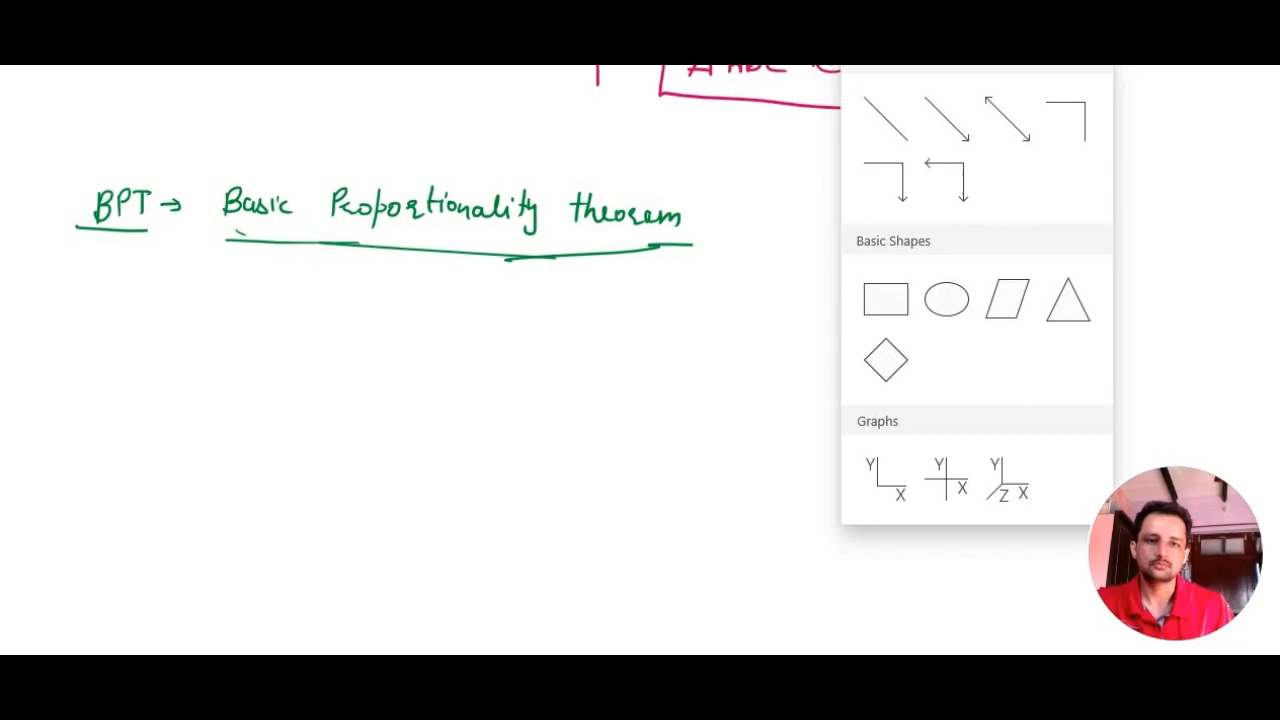 BPT → Basic Proportionality theorem
Basic Shapes
Graphs
Y X Y X Y Z X